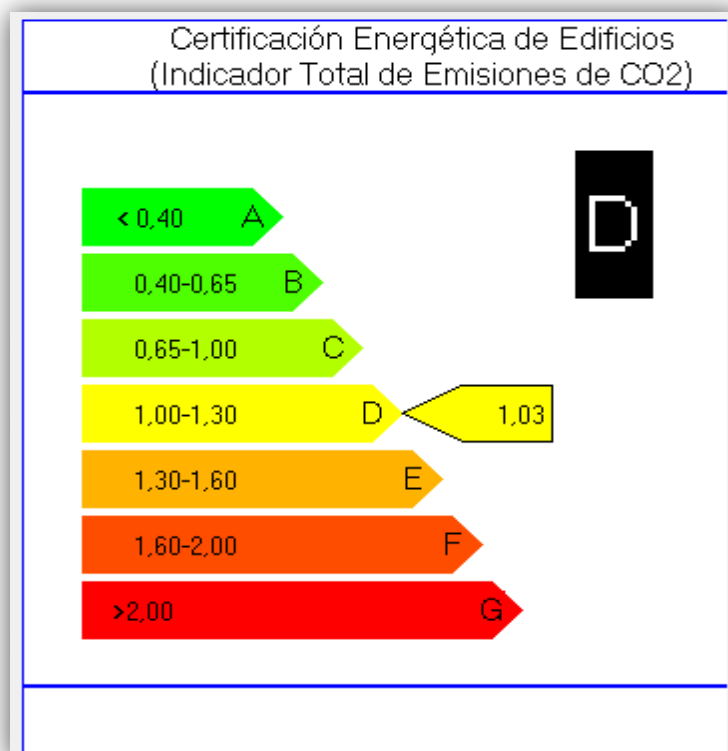 Certificación Energética de Edificios
(Indicador Total de Emisiones de CO2)
D
< 0,40 A
0,40-0,65 B
0,65-1,00 C
1,00-1,30 D 1,03
1,30-1,60 E
1,60-2,00 F
>2,00 G